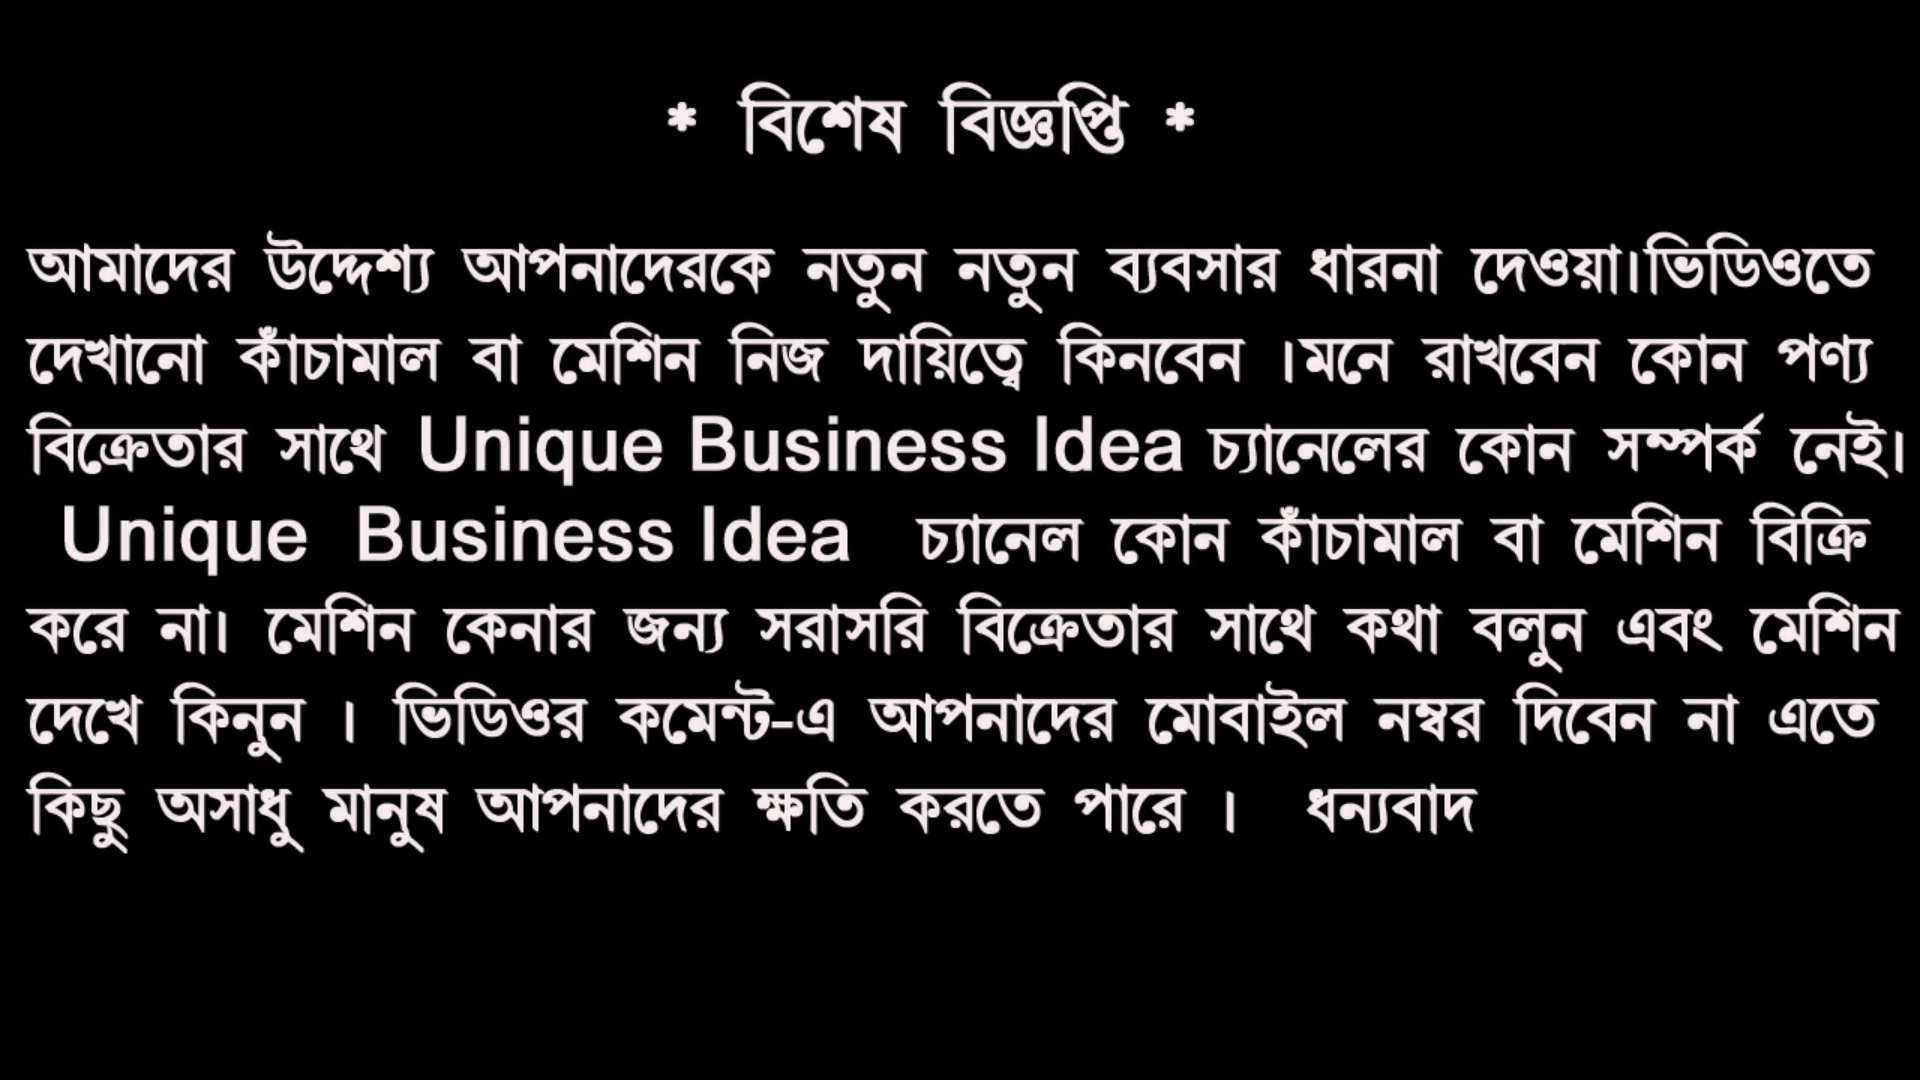 * বিশেষ বিজ্ঞপ্তি *
আমাদের উদ্দেশ্য আপনাদেরকে নতুন নতুন ব্যবসার ধারনা দেওয়া।ভিডিওতে
দেখানো কাঁচামাল বা মেশিন নিজ দায়িত্বে কিনবেন ।মনে রাখবেন কোন পণ্য
বিক্রেতার সাথে Unique Business Idea চ্যানেলের কোন সম্পর্ক নেই।
Unique Business Idea চ্যানেল কোন কাঁচামাল বা মেশিন বিক্রি
করে না। মেশিন কেনার জন্য সরাসরি বিক্রেতার সাথে কথা বলুন এবং মেশিন
দেখে কিনুন । ভিডিওর কমেন্ট-এ আপনাদের মোবাইল নম্বর দিবেন না এতে
কিছু অসাধু মানুষ আপনাদের ক্ষতি করতে পারে । ধন্যবাদ